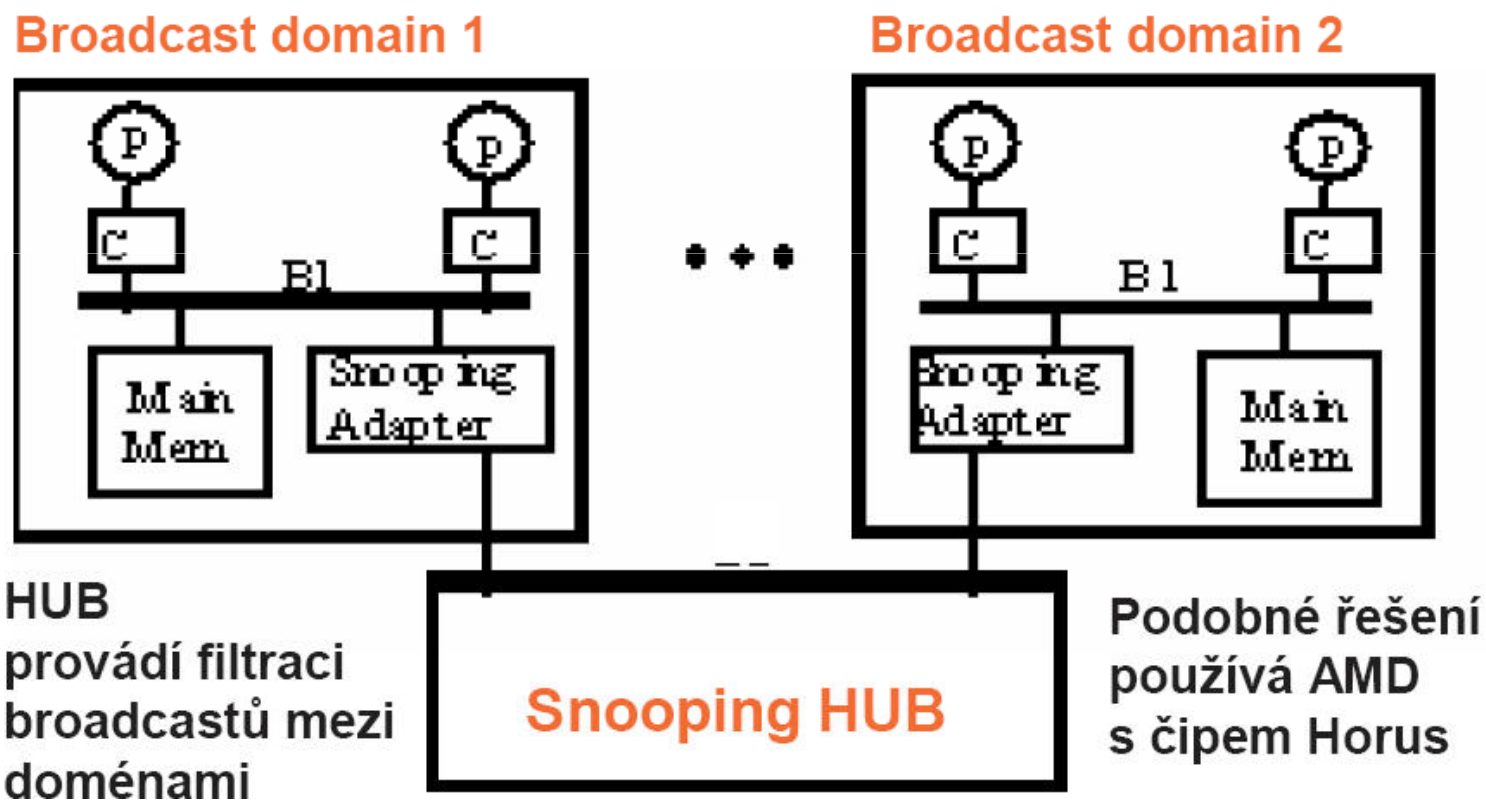 Broadcast domain 1
Broadcast domain 2
P
P
P
P
C
C
C
C
B1
B1
Main
Mem
Snooping
Adapter
Snooping
Adapter
Main
Mem
HUB
provádí filtraci
broadcastů mezi
doménami
Snooping HUB
Podobné řešení
používá AMD
s čipem Horus